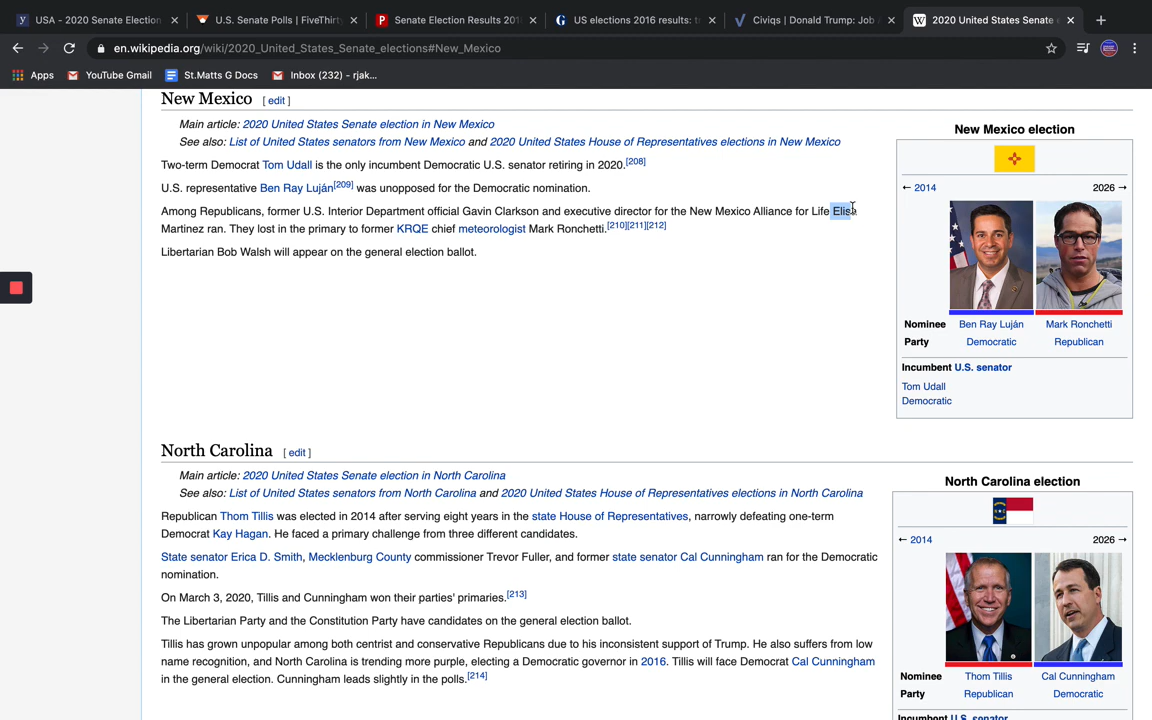 USA - 2020 Senate Election
U.S. Senate Polls | FiveThirty
Senate Election Results 2016
US elections 2016 results: t
Civiqs | Donald Trump: Job A
2020 United States Senate e
en.wikipedia.org/wiki/2020_United_States_Senate_elections#New_Mexico
Apps
YouTube Gmail
St.Matts G Docs
Inbox (232) - rjak...
New Mexico [ edit ]
Main article: 2020 United States Senate election in New Mexico
See also: List of United States senators from New Mexico and 2020 United States House of Representatives elections in New Mexico
Two-term Democrat Tom Udall is the only incumbent Democratic U.S. senator retiring in 2020.[208]
U.S. representative Ben Ray Luján[209] was unopposed for the Democratic nomination.
Among Republicans, former U.S. Interior Department official Gavin Clarkson and executive director for the New Mexico Alliance for Life Elisa
Martinez ran. They lost in the primary to former KRQE chief meteorologist Mark Ronchetti.[210][211][212]
Libertarian Bob Walsh will appear on the general election ballot.
New Mexico election
← 2014 2026 →
Nominee Ben Ray Luján Mark Ronchetti
Party Democratic Republican
Incumbent U.S. senator
Tom Udall
Democratic
North Carolina [ edit ]
Main article: 2020 United States Senate election in North Carolina
See also: List of United States senators from North Carolina and 2020 United States House of Representatives elections in North Carolina
Republican Thom Tillis was elected in 2014 after serving eight years in the state House of Representatives, narrowly defeating one-term
Democrat Kay Hagan. He faced a primary challenge from three different candidates.
State senator Erica D. Smith, Mecklenburg County commissioner Trevor Fuller, and former state senator Cal Cunningham ran for the Democratic
nomination.
On March 3, 2020, Tillis and Cunningham won their parties' primaries.[213]
The Libertarian Party and the Constitution Party have candidates on the general election ballot.
Tillis has grown unpopular among both centrist and conservative Republicans due to his inconsistent support of Trump. He also suffers from low
name recognition, and North Carolina is trending more purple, electing a Democratic governor in 2016. Tillis will face Democrat Cal Cunningham
in the general election. Cunningham leads slightly in the polls.[214]
North Carolina election
← 2014 2026 →
Nominee Thom Tillis Cal Cunningham
Party Republican Democratic
Incumbent U.S. senator